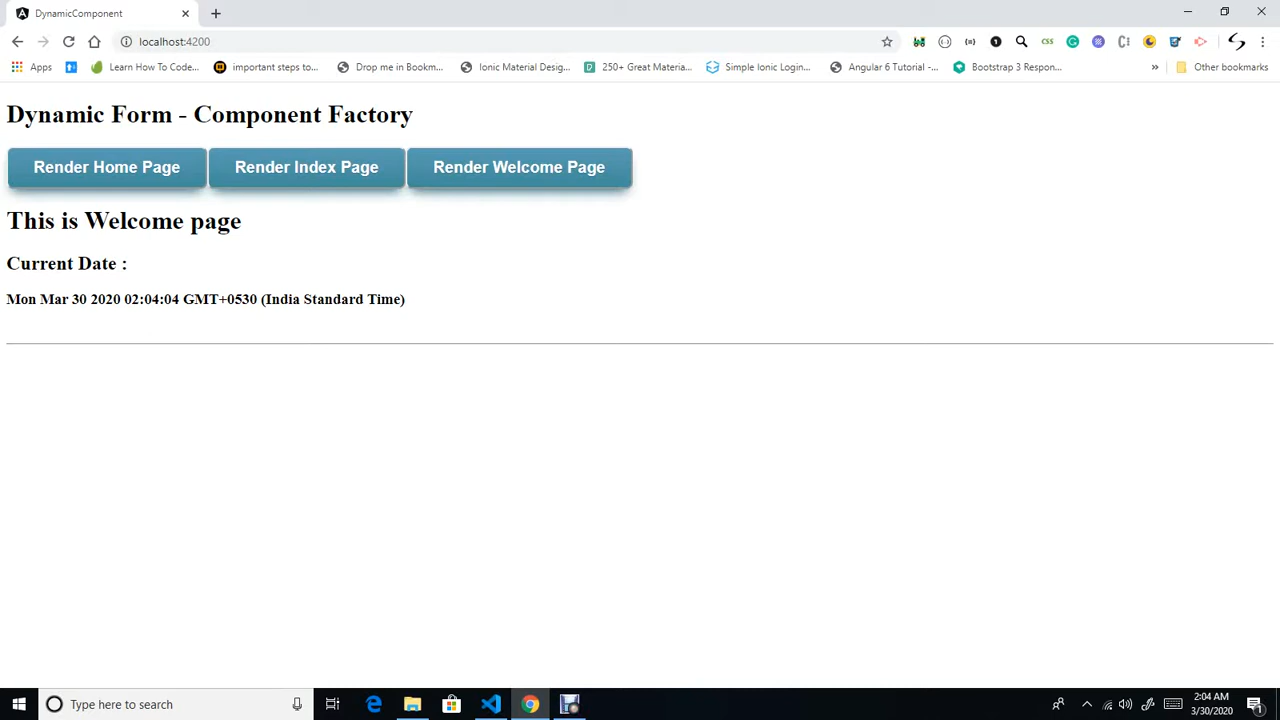 DynamicComponent
localhost:4200
CSS
Apps
Learn How To Code...
important steps to...
Drop me in Bookm...
Ionic Material Desig...
250+ Great Materia...
Simple Ionic Login...
Angular 6 Tutorial -...
Bootstrap 3 Respon...
»
Other bookmarks
Dynamic Form - Component Factory
Render Home Page
Render Index Page
Render Welcome Page
This is Welcome page
Current Date :
Mon Mar 30 2020 02:04:04 GMT+0530 (India Standard Time)
Type here to search
2:04 AM
3/30/2020
1